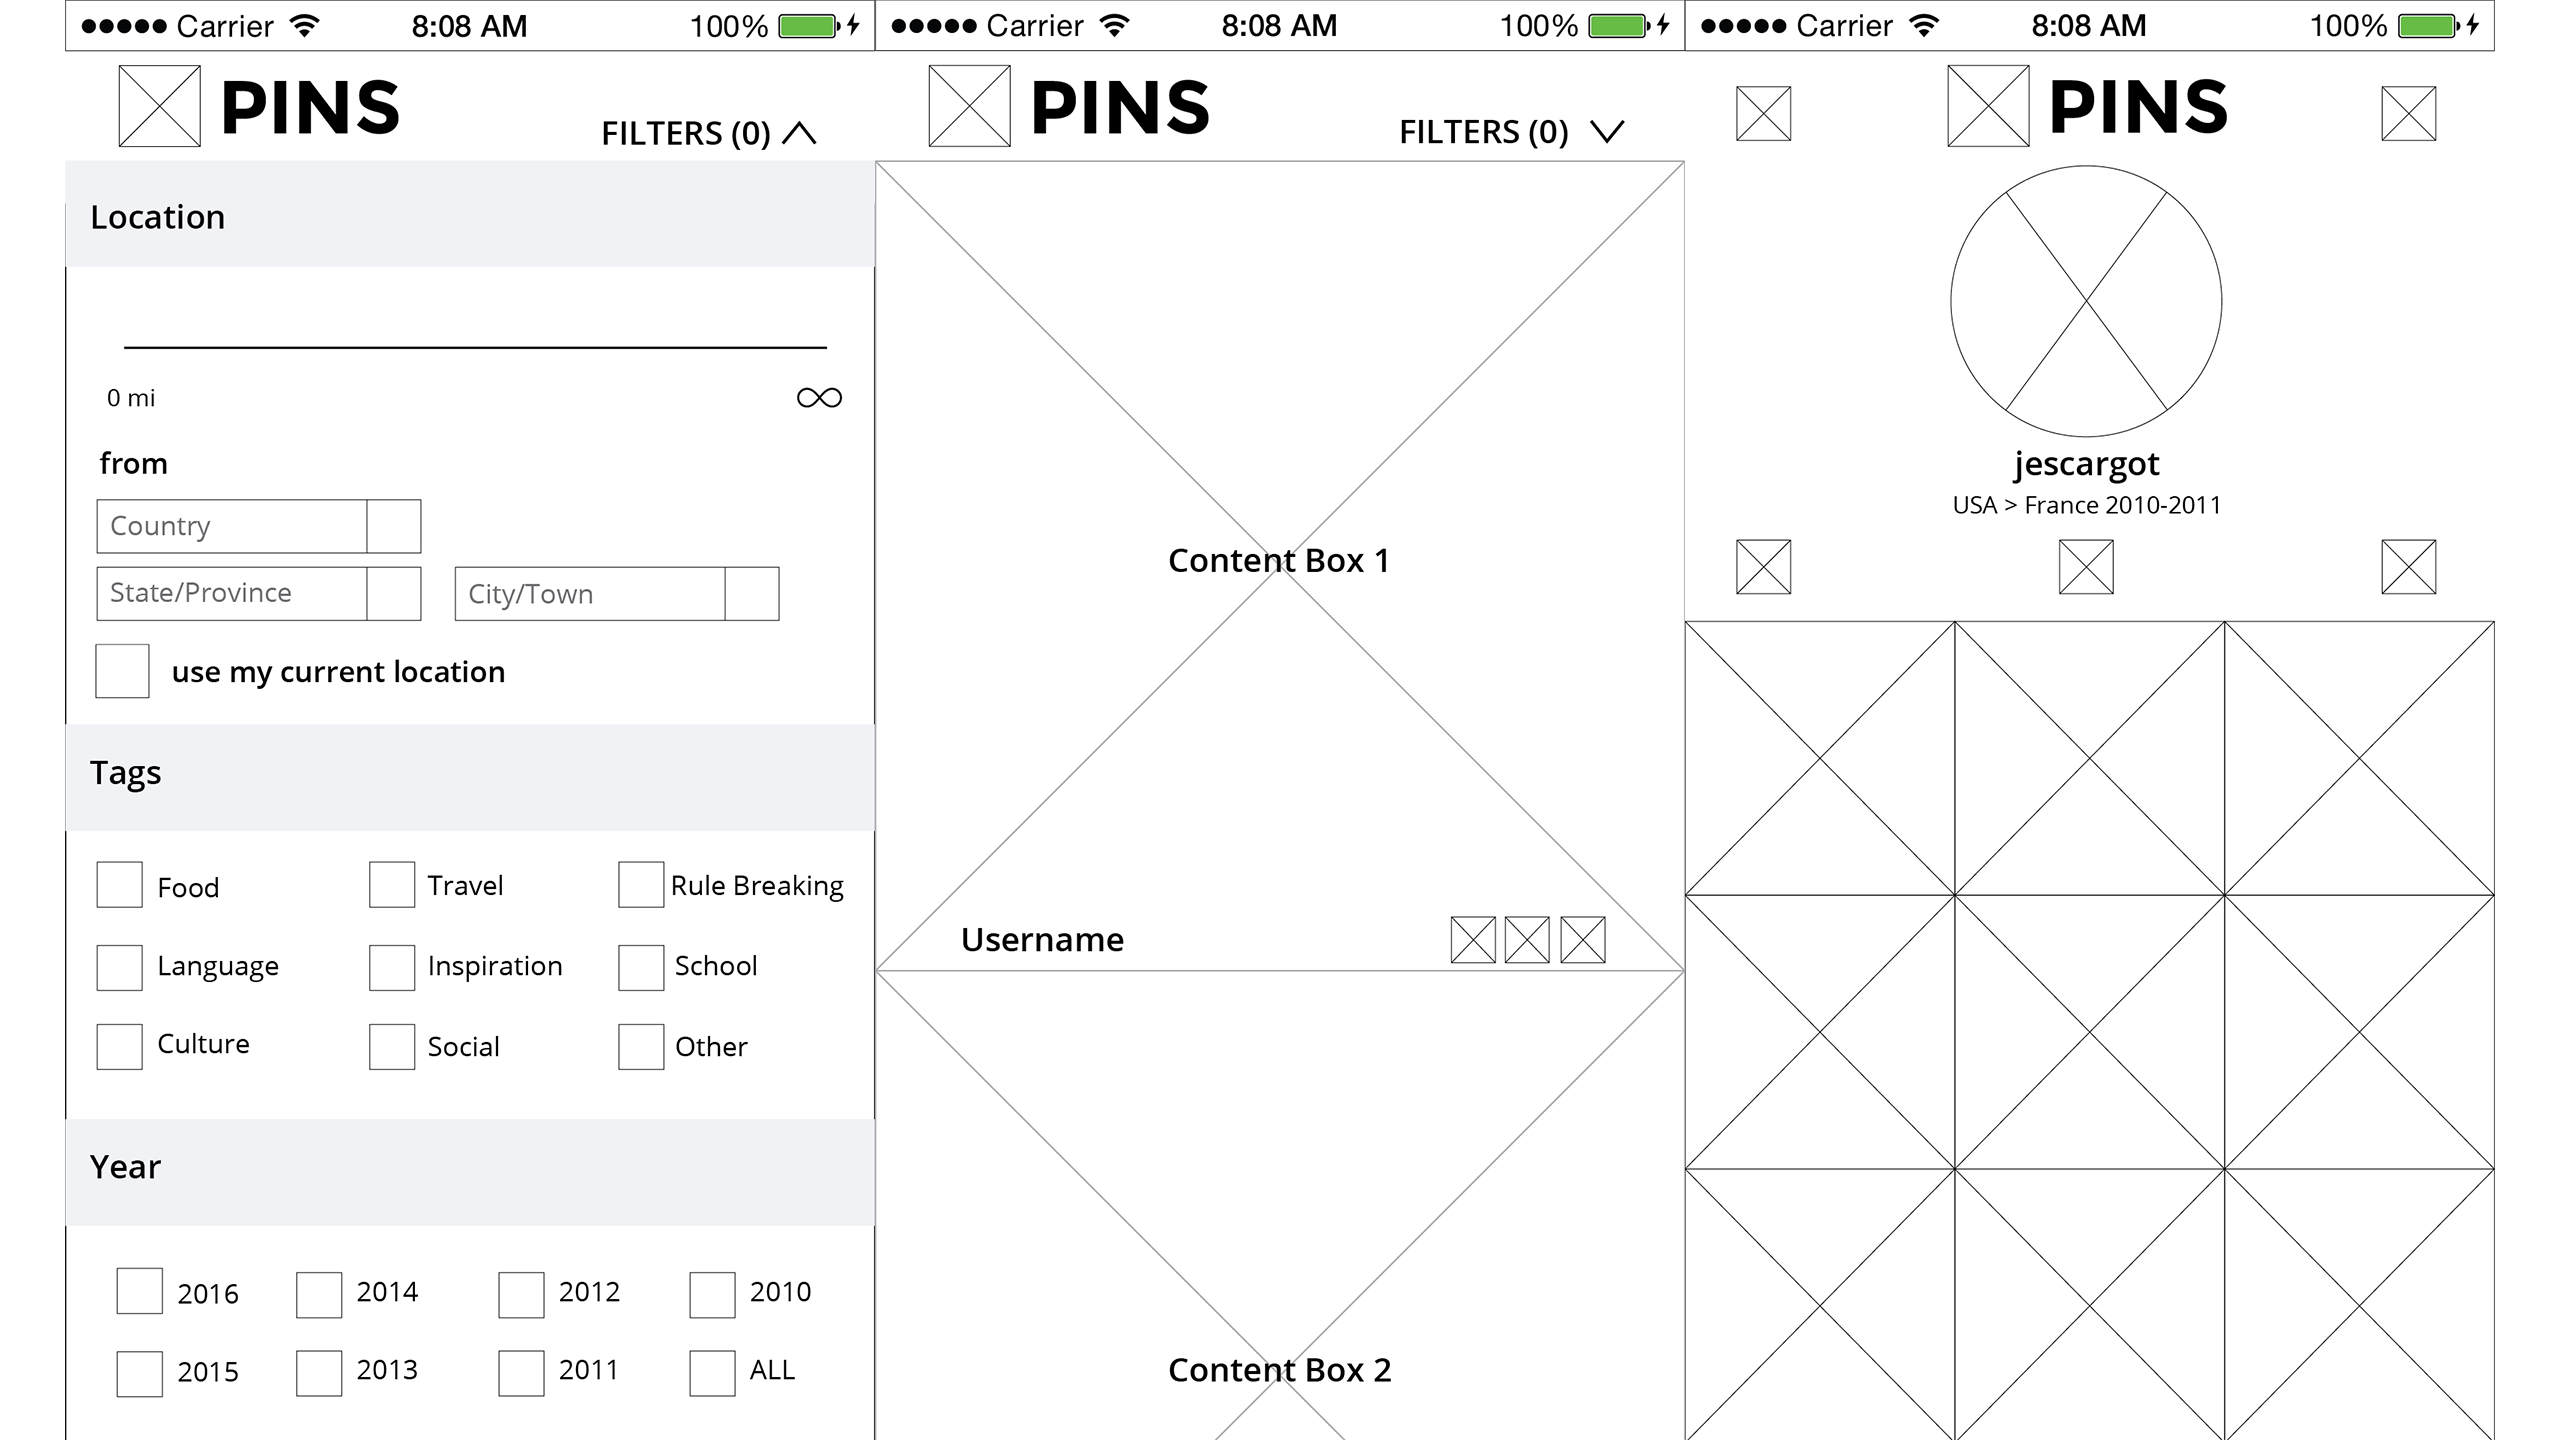 Carrier 8:08 AM 100%
PINS
FILTERS (0)
Location
0 mi ∞
from
Country
State/Province City/Town
use my current location
Tags
Food Travel Rule Breaking
Language Inspiration School
Culture Social Other
Year
2016 2014 2012 2010
2015 2013 2011 ALL
Carrier 8:08 AM 100%
PINS
FILTERS (0)
Content Box 1
Username
Content Box 2
Carrier 8:08 AM 100%
PINS
jescargot
USA > France 2010-2011